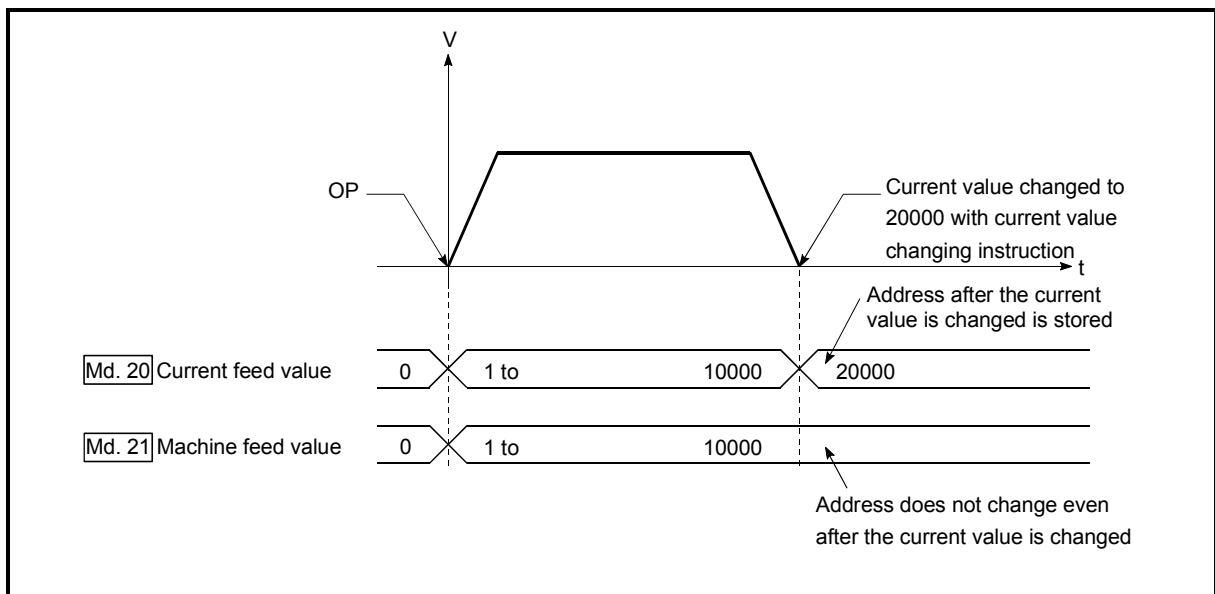 V
OP
Current value changed to
20000 with current value
changing instruction
t
Address after the current
value is changed is stored
Md. 20 Current feed value 0 1 to 10000 20000
Md. 21 Machine feed value 0 1 to 10000
Address does not change even
after the current value is changed